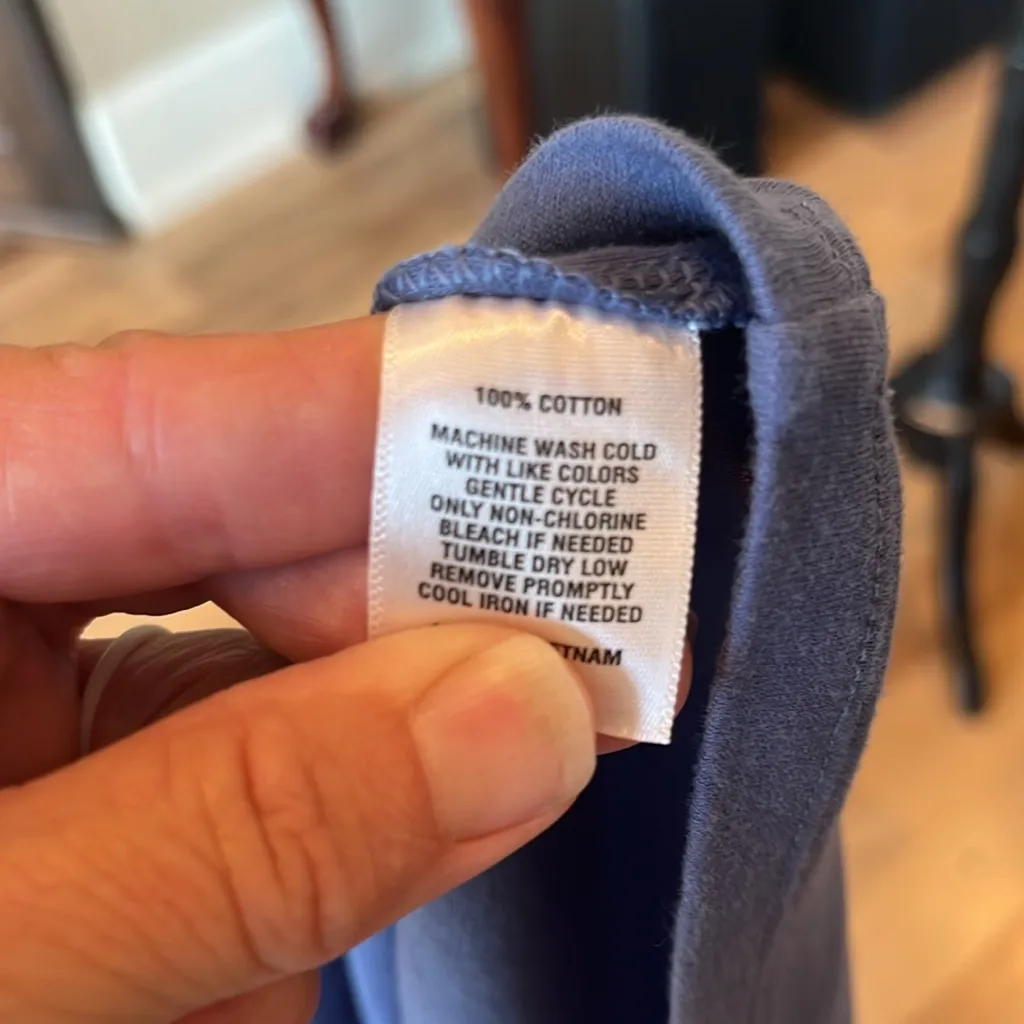 100% COTTON
MACHINE WASH COLD
WITH LIKE COLORS
GENTLE CYCLE
ONLY NON-CHLORINE
BLEACH IF NEEDED
TUMBLE DRY LOW
REMOVE PROMPTLY
COOL IRON IF NEEDED